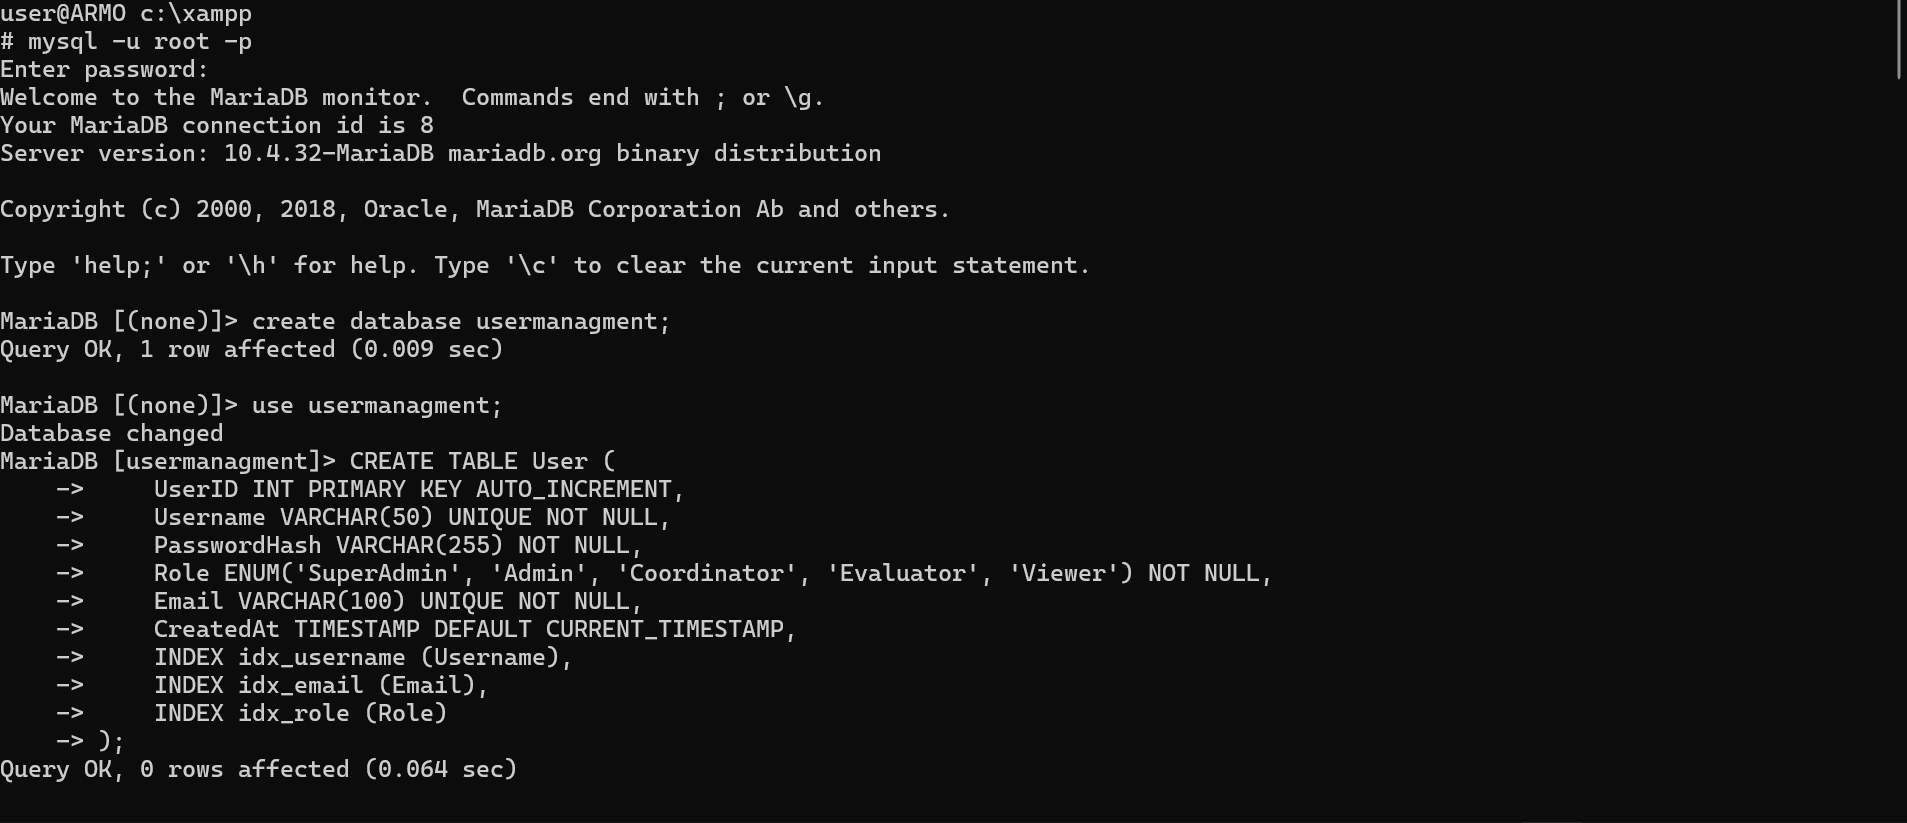 user@ARMO c:\xampp
# mysql -u root -p
Enter password:
Welcome to the MariaDB monitor.  Commands end with ; or \g.
Your MariaDB connection id is 8
Server version: 10.4.32-MariaDB mariadb.org binary distribution

Copyright (c) 2000, 2018, Oracle, MariaDB Corporation Ab and others.

Type 'help;' or '\h' for help. Type '\c' to clear the current input statement.

MariaDB [(none)]> create database usermanagment;
Query OK, 1 row affected (0.009 sec)

MariaDB [(none)]> use usermanagment;
Database changed
MariaDB [usermanagment]> CREATE TABLE User (
    ->     UserID INT PRIMARY KEY AUTO_INCREMENT,
    ->     Username VARCHAR(50) UNIQUE NOT NULL,
    ->     PasswordHash VARCHAR(255) NOT NULL,
    ->     Role ENUM('SuperAdmin', 'Admin', 'Coordinator', 'Evaluator', 'Viewer') NOT NULL,
    ->     Email VARCHAR(100) UNIQUE NOT NULL,
    ->     CreatedAt TIMESTAMP DEFAULT CURRENT_TIMESTAMP,
    ->     INDEX idx_username (Username),
    ->     INDEX idx_email (Email),
    ->     INDEX idx_role (Role)
    -> );
Query OK, 0 rows affected (0.064 sec)